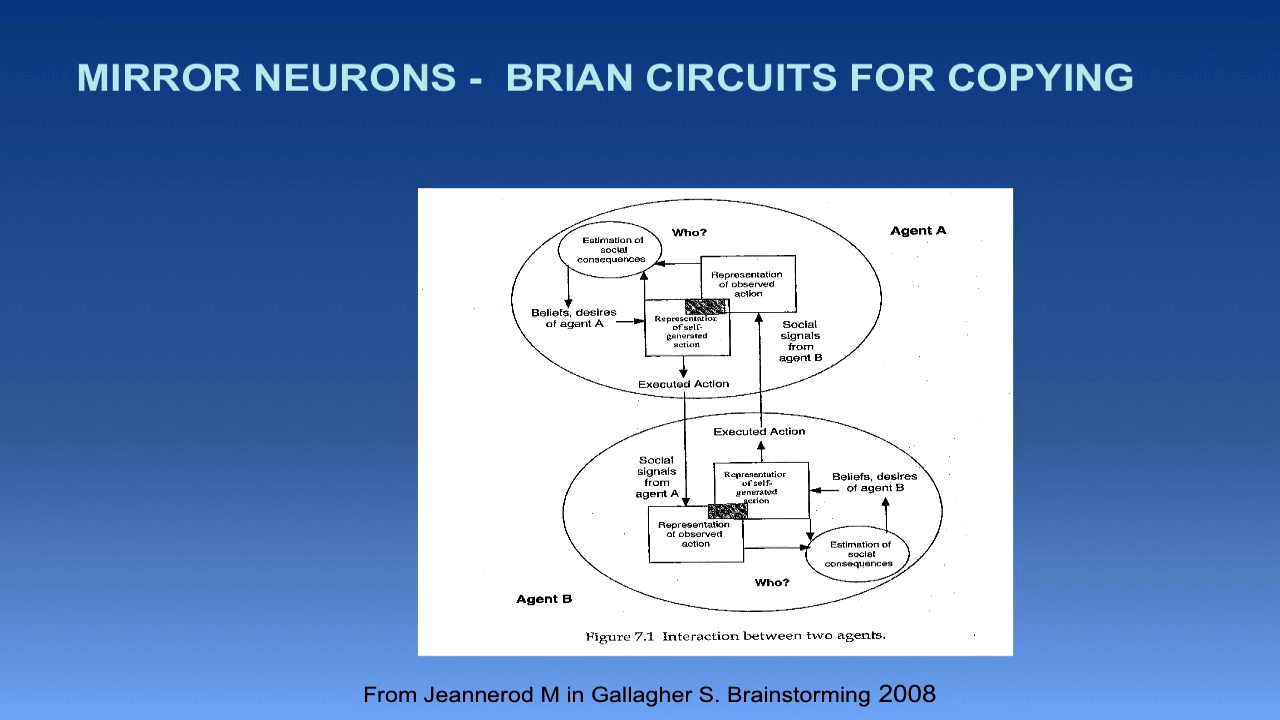 MIRROR NEURONS - BRIAN CIRCUITS FOR COPYING
Agent A
Who?
Estimation of
social
consequences
Representation
of observed
action
Beliefs, desires
of agent A
Representation
of self-
generated
action
Social
signals
from
agent B
Executed Action
Executed Action
Social
signals
from
agent A
Representation
of self-
generated
action
Beliefs, desires
of agent B
Representation
of observed
action
Estimation of
social
consequences
Who?
Agent B
Figure 7.1 Interaction between two agents.
From Jeannerod M in Gallagher S. Brainstorming 2008